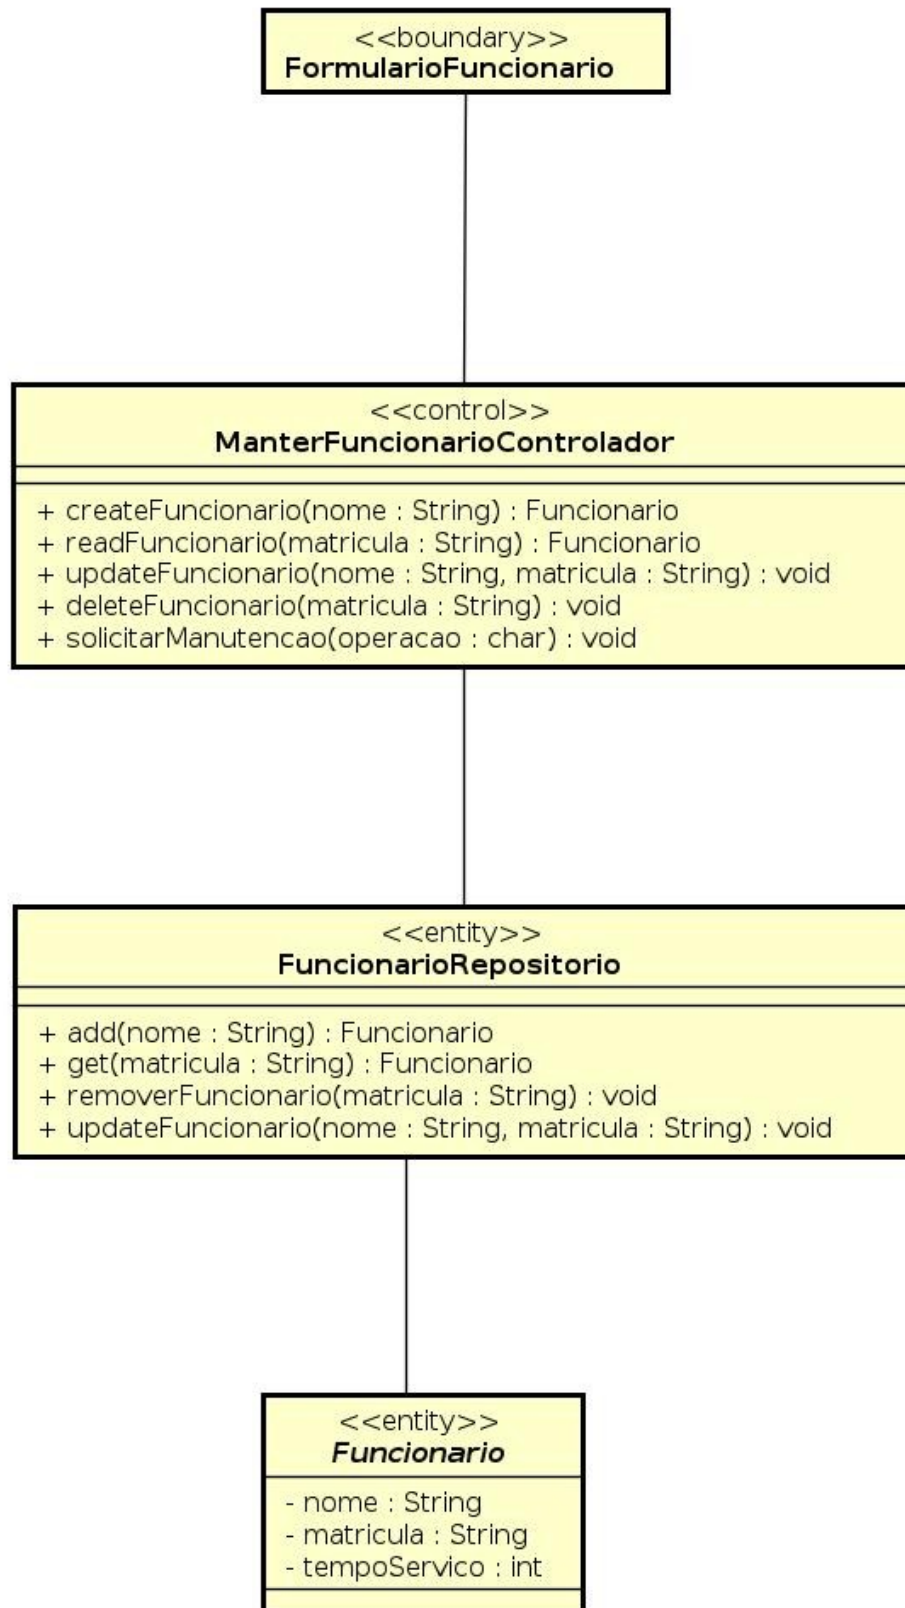 <<boundary>>
FormularioFuncionario
<<control>>
ManterFuncionarioControlador
+ createFuncionario(nome : String) : Funcionario
+ readFuncionario(matricula : String) : Funcionario
+ updateFuncionario(nome : String, matricula : String) : void
+ deleteFuncionario(matricula : String) : void
+ solicitarManutencao(operacao : char) : void
<<entity>>
FuncionarioRepositorio
+ add(nome : String) : Funcionario
+ get(matricula : String) : Funcionario
+ removerFuncionario(matricula : String) : void
+ updateFuncionario(nome : String, matricula : String) : void
<<entity>>
Funcionario
- nome : String
- matricula : String
- tempoServico : int